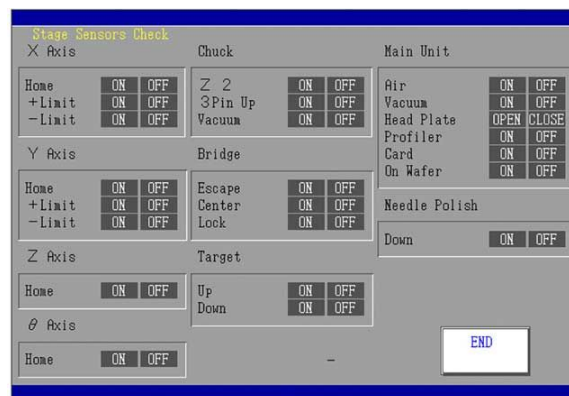 Stage Sensors Check
X Axis
Home ON OFF
+Limit ON OFF
-Limit ON OFF
Y Axis
Home ON OFF
+Limit ON OFF
-Limit ON OFF
Z Axis
Home ON OFF
θ Axis
Home ON OFF
Chuck
Z 2 ON OFF
3Pin Up ON OFF
Vacuum ON OFF
Bridge
Escape ON OFF
Center ON OFF
Lock ON OFF
Target
Up ON OFF
Down ON OFF
-
Main Unit
Air ON OFF
Vacuum ON OFF
Head Plate OPEN CLOSE
Profiler ON OFF
Card ON OFF
On Wafer ON OFF
Needle Polish
Down ON OFF
END